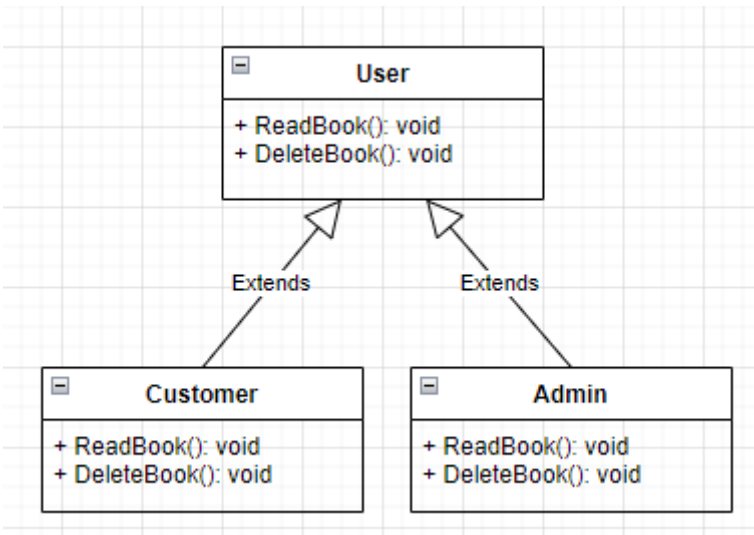 User
+ ReadBook(): void
+ DeleteBook(): void
Extends
Extends
Customer
+ ReadBook(): void
+ DeleteBook(): void
Admin
+ ReadBook(): void
+ DeleteBook(): void